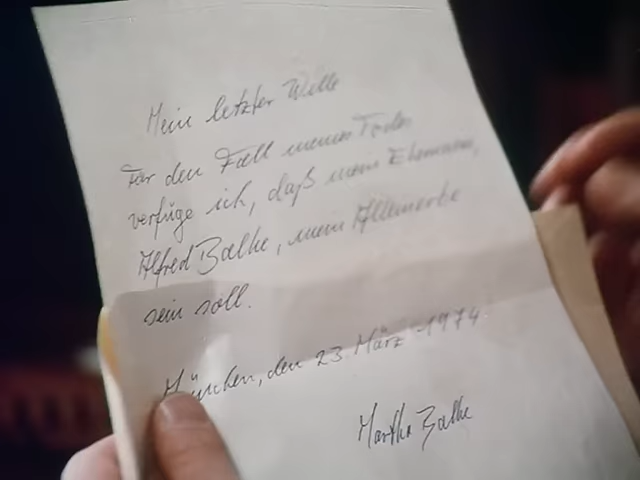 Mein letzter Wille
Für den Fall meines Todes
verfüge ich, daß mein Ehemann,
Alfred Balke, mein Alleinerbe
sein soll.
München, den 23. März 1974.
Martha Balke